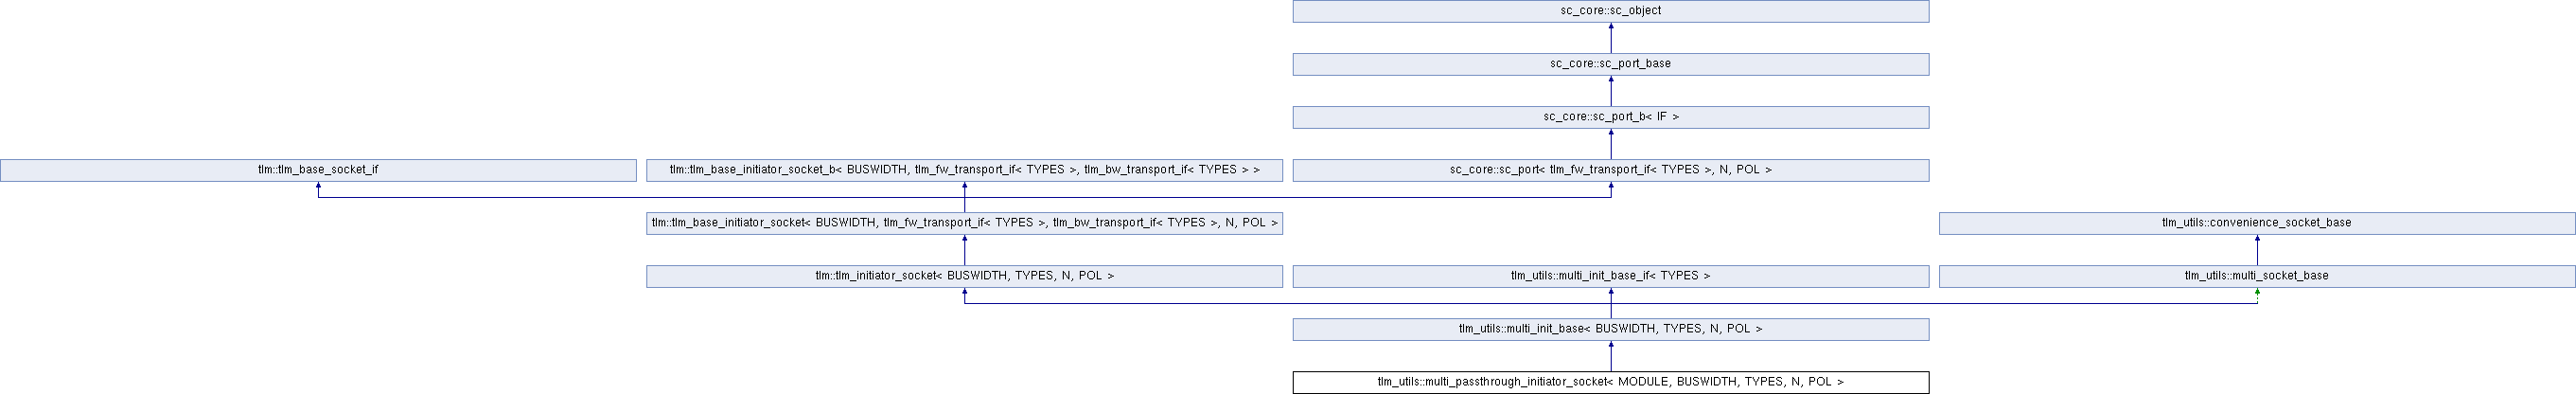 sc_core::sc_object
sc_core::sc_port_base
sc_core::sc_port_b< IF >
tlm::tlm_base_socket_if
tlm::tlm_base_initiator_socket_b< BUSWIDTH, tlm_fw_transport_if< TYPES >, tlm_bw_transport_if< TYPES > >
sc_core::sc_port< tlm_fw_transport_if< TYPES >, N, POL >
tlm::tlm_base_initiator_socket< BUSWIDTH, tlm_fw_transport_if< TYPES >, tlm_bw_transport_if< TYPES >, N, POL >
tlm_utils::convenience_socket_base
tlm::tlm_initiator_socket< BUSWIDTH, TYPES, N, POL >
tlm_utils::multi_init_base_if< TYPES >
tlm_utils::multi_socket_base
tlm_utils::multi_init_base< BUSWIDTH, TYPES, N, POL >
tlm_utils::multi_passthrough_initiator_socket< MODULE, BUSWIDTH, TYPES, N, POL >